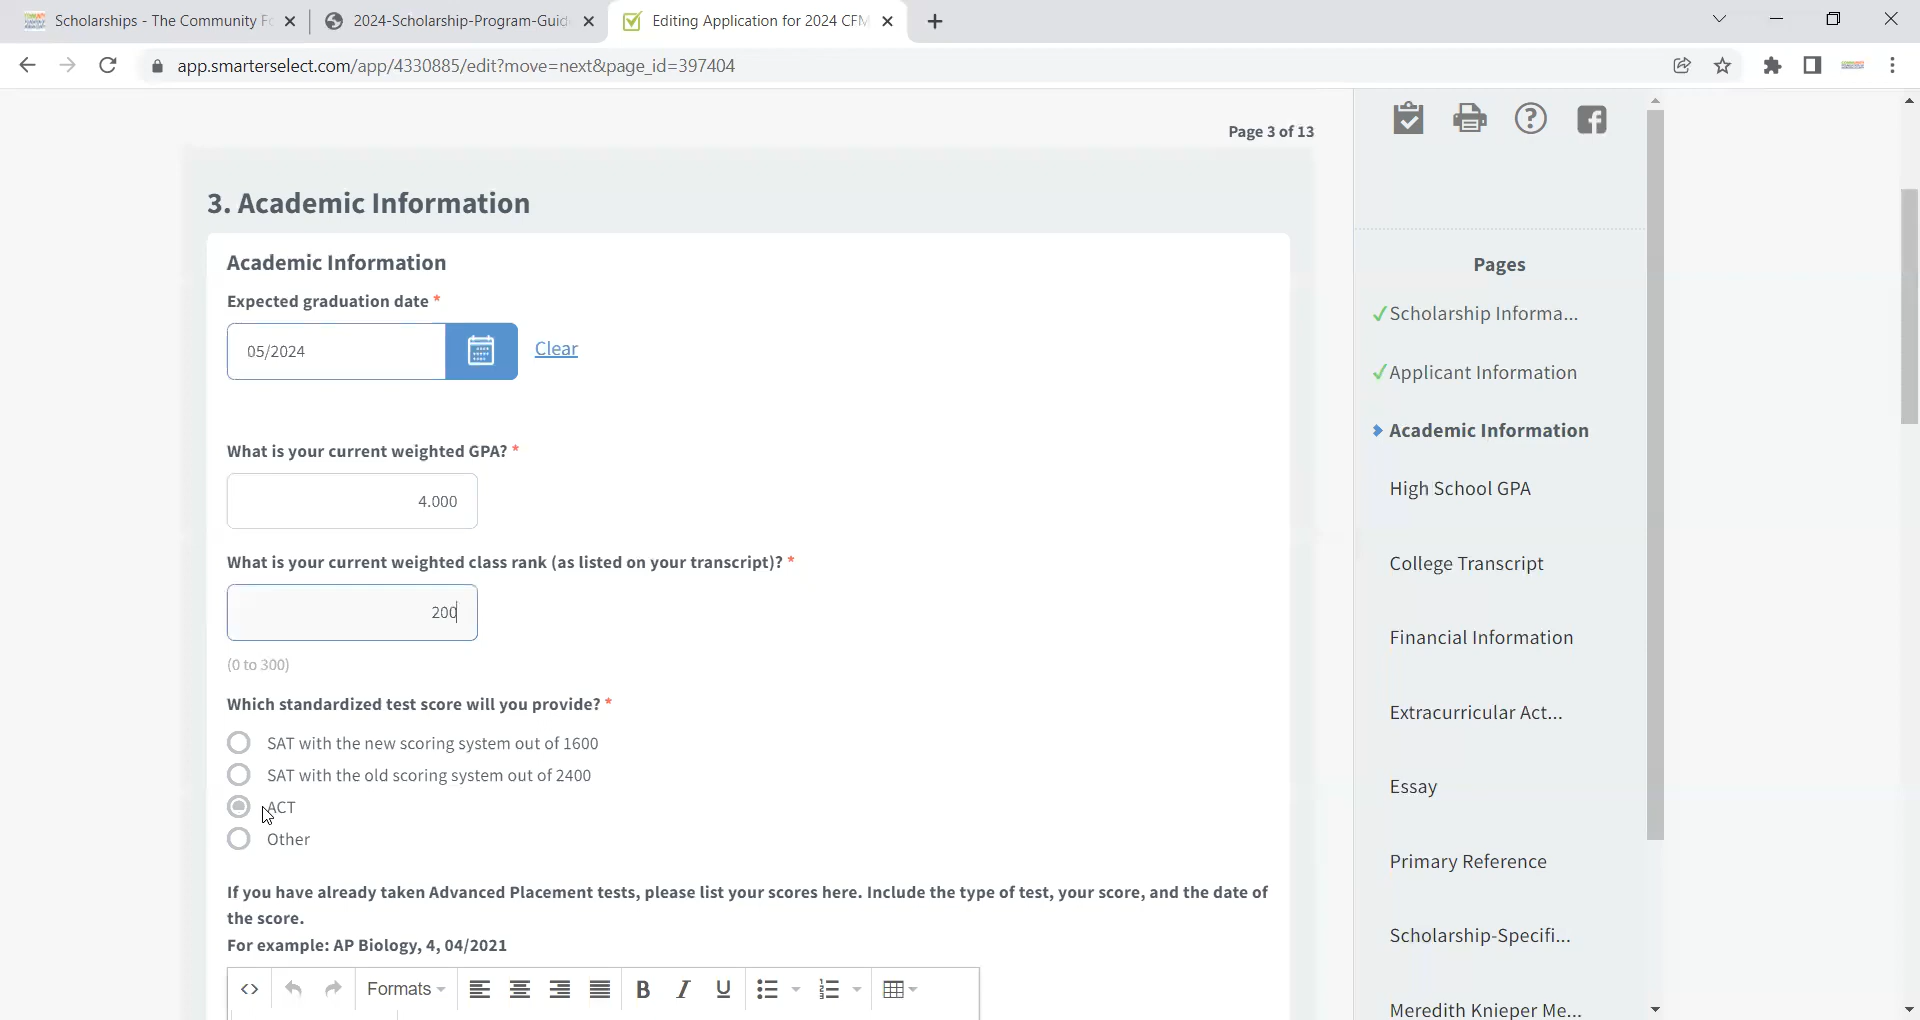 Scholarships - The Community Fo
2024-Scholarship-Program-Guid
Editing Application for 2024 CFM
app.smarterselect.com/app/4330885/edit?move=next&page_id=397404
Page 3 of 13
3. Academic Information
Academic Information
Expected graduation date *
05/2024
Clear
What is your current weighted GPA? *
4.000
What is your current weighted class rank (as listed on your transcript)? *
200
(0 to 300)
Which standardized test score will you provide? *
SAT with the new scoring system out of 1600
SAT with the old scoring system out of 2400
ACT
Other
If you have already taken Advanced Placement tests, please list your scores here. Include the type of test, your score, and the date of
the score.
For example: AP Biology, 4, 04/2021
Formats
B I U
Pages
Scholarship Informa...
Applicant Information
Academic Information
High School GPA
College Transcript
Financial Information
Extracurricular Act...
Essay
Primary Reference
Scholarship-Specifi...
Meredith Knieper Me...